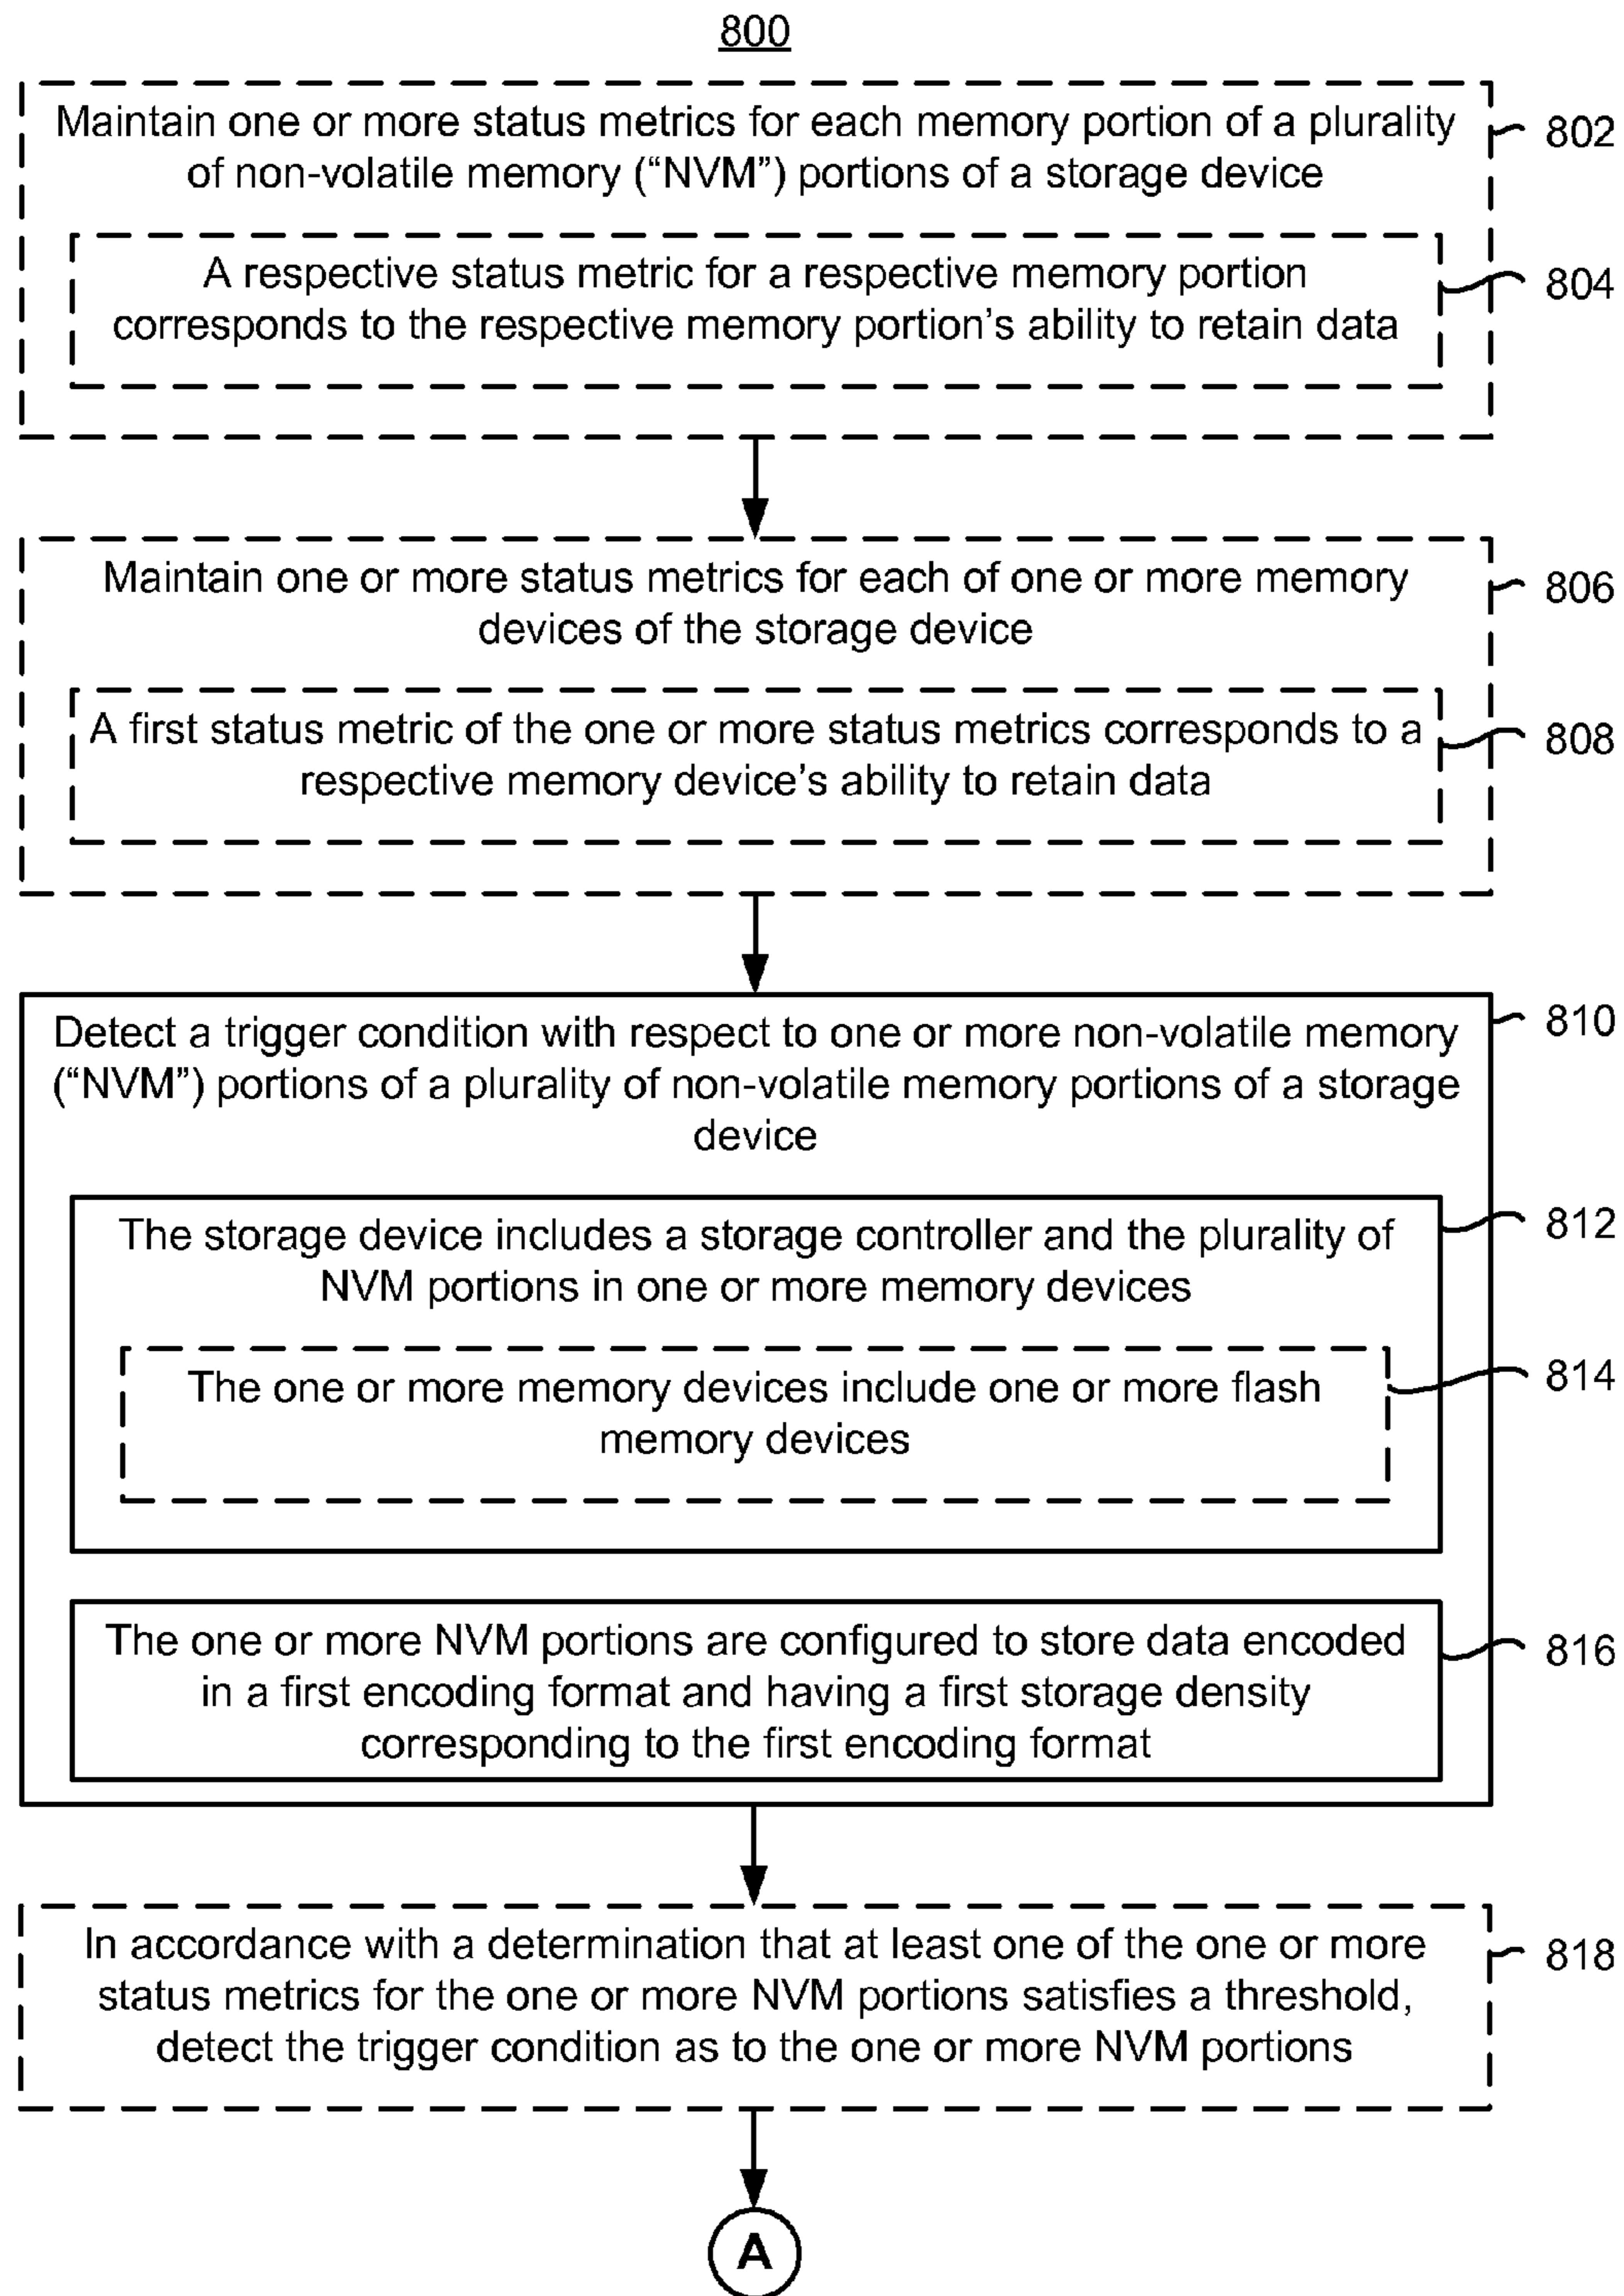 800
Maintain one or more status metrics for each memory portion of a plurality
of non-volatile memory (“NVM”) portions of a storage device
802
A respective status metric for a respective memory portion
corresponds to the respective memory portion’s ability to retain data
804
Maintain one or more status metrics for each of one or more memory
devices of the storage device
806
A first status metric of the one or more status metrics corresponds to a
respective memory device’s ability to retain data
808
Detect a trigger condition with respect to one or more non-volatile memory
(“NVM”) portions of a plurality of non-volatile memory portions of a storage
device
810
The storage device includes a storage controller and the plurality of
NVM portions in one or more memory devices
812
The one or more memory devices include one or more flash
memory devices
814
The one or more NVM portions are configured to store data encoded
in a first encoding format and having a first storage density
corresponding to the first encoding format
816
In accordance with a determination that at least one of the one or more
status metrics for the one or more NVM portions satisfies a threshold,
detect the trigger condition as to the one or more NVM portions
818
A